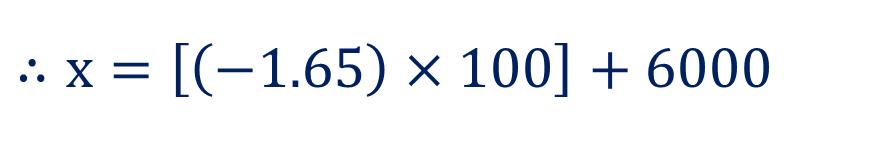 ∴ x = [(−1.65) × 100] + 6000